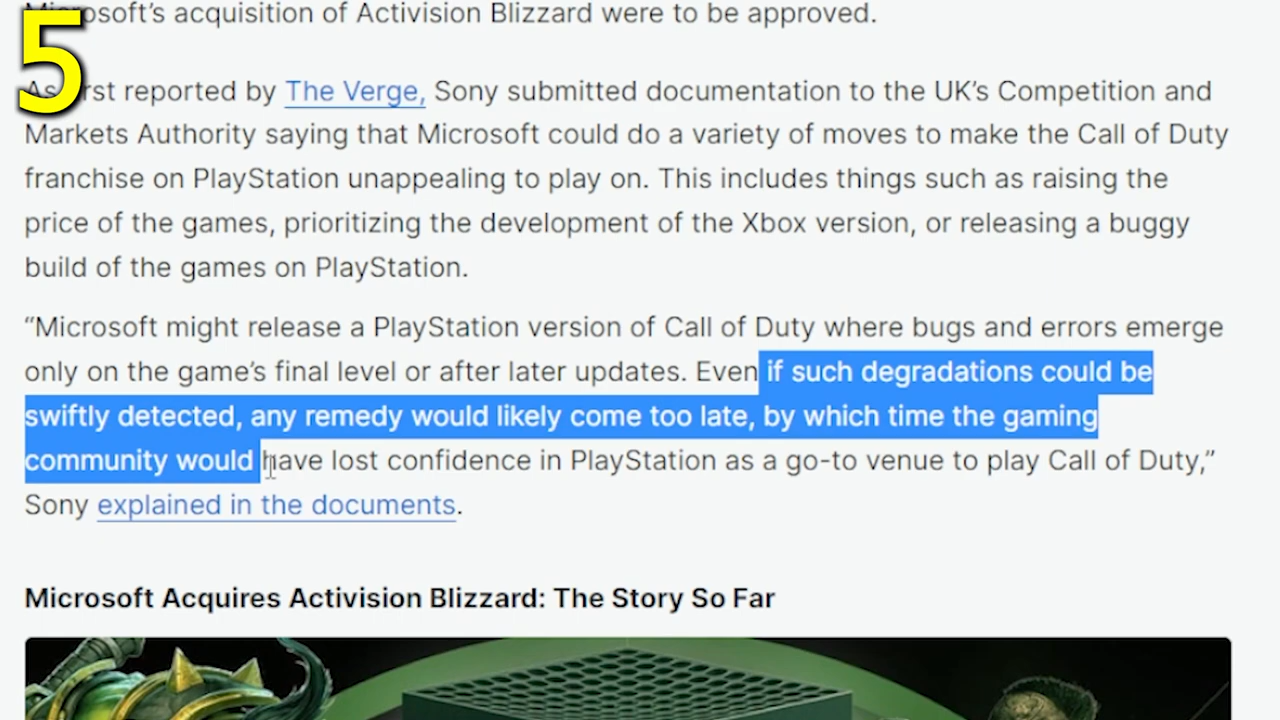 5
Microsoft's acquisition of Activision Blizzard were to be approved.
As first reported by The Verge, Sony submitted documentation to the UK’s Competition and
Markets Authority saying that Microsoft could do a variety of moves to make the Call of Duty
franchise on PlayStation unappealing to play on. This includes things such as raising the
price of the games, prioritizing the development of the Xbox version, or releasing a buggy
build of the games on PlayStation.
“Microsoft might release a PlayStation version of Call of Duty where bugs and errors emerge
only on the game’s final level or after later updates. Even if such degradations could be
swiftly detected, any remedy would likely come too late, by which time the gaming
community would have lost confidence in PlayStation as a go-to venue to play Call of Duty,”
Sony explained in the documents.
Microsoft Acquires Activision Blizzard: The Story So Far